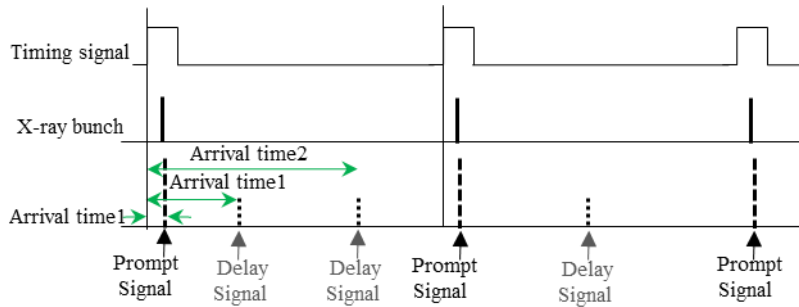 Timing signal
X-ray bunch
Arrival time2
Arrival time1
Arrival time1
Prompt
Signal
Delay
Signal
Delay
Signal
Prompt
Signal
Delay
Signal
Prompt
Signal